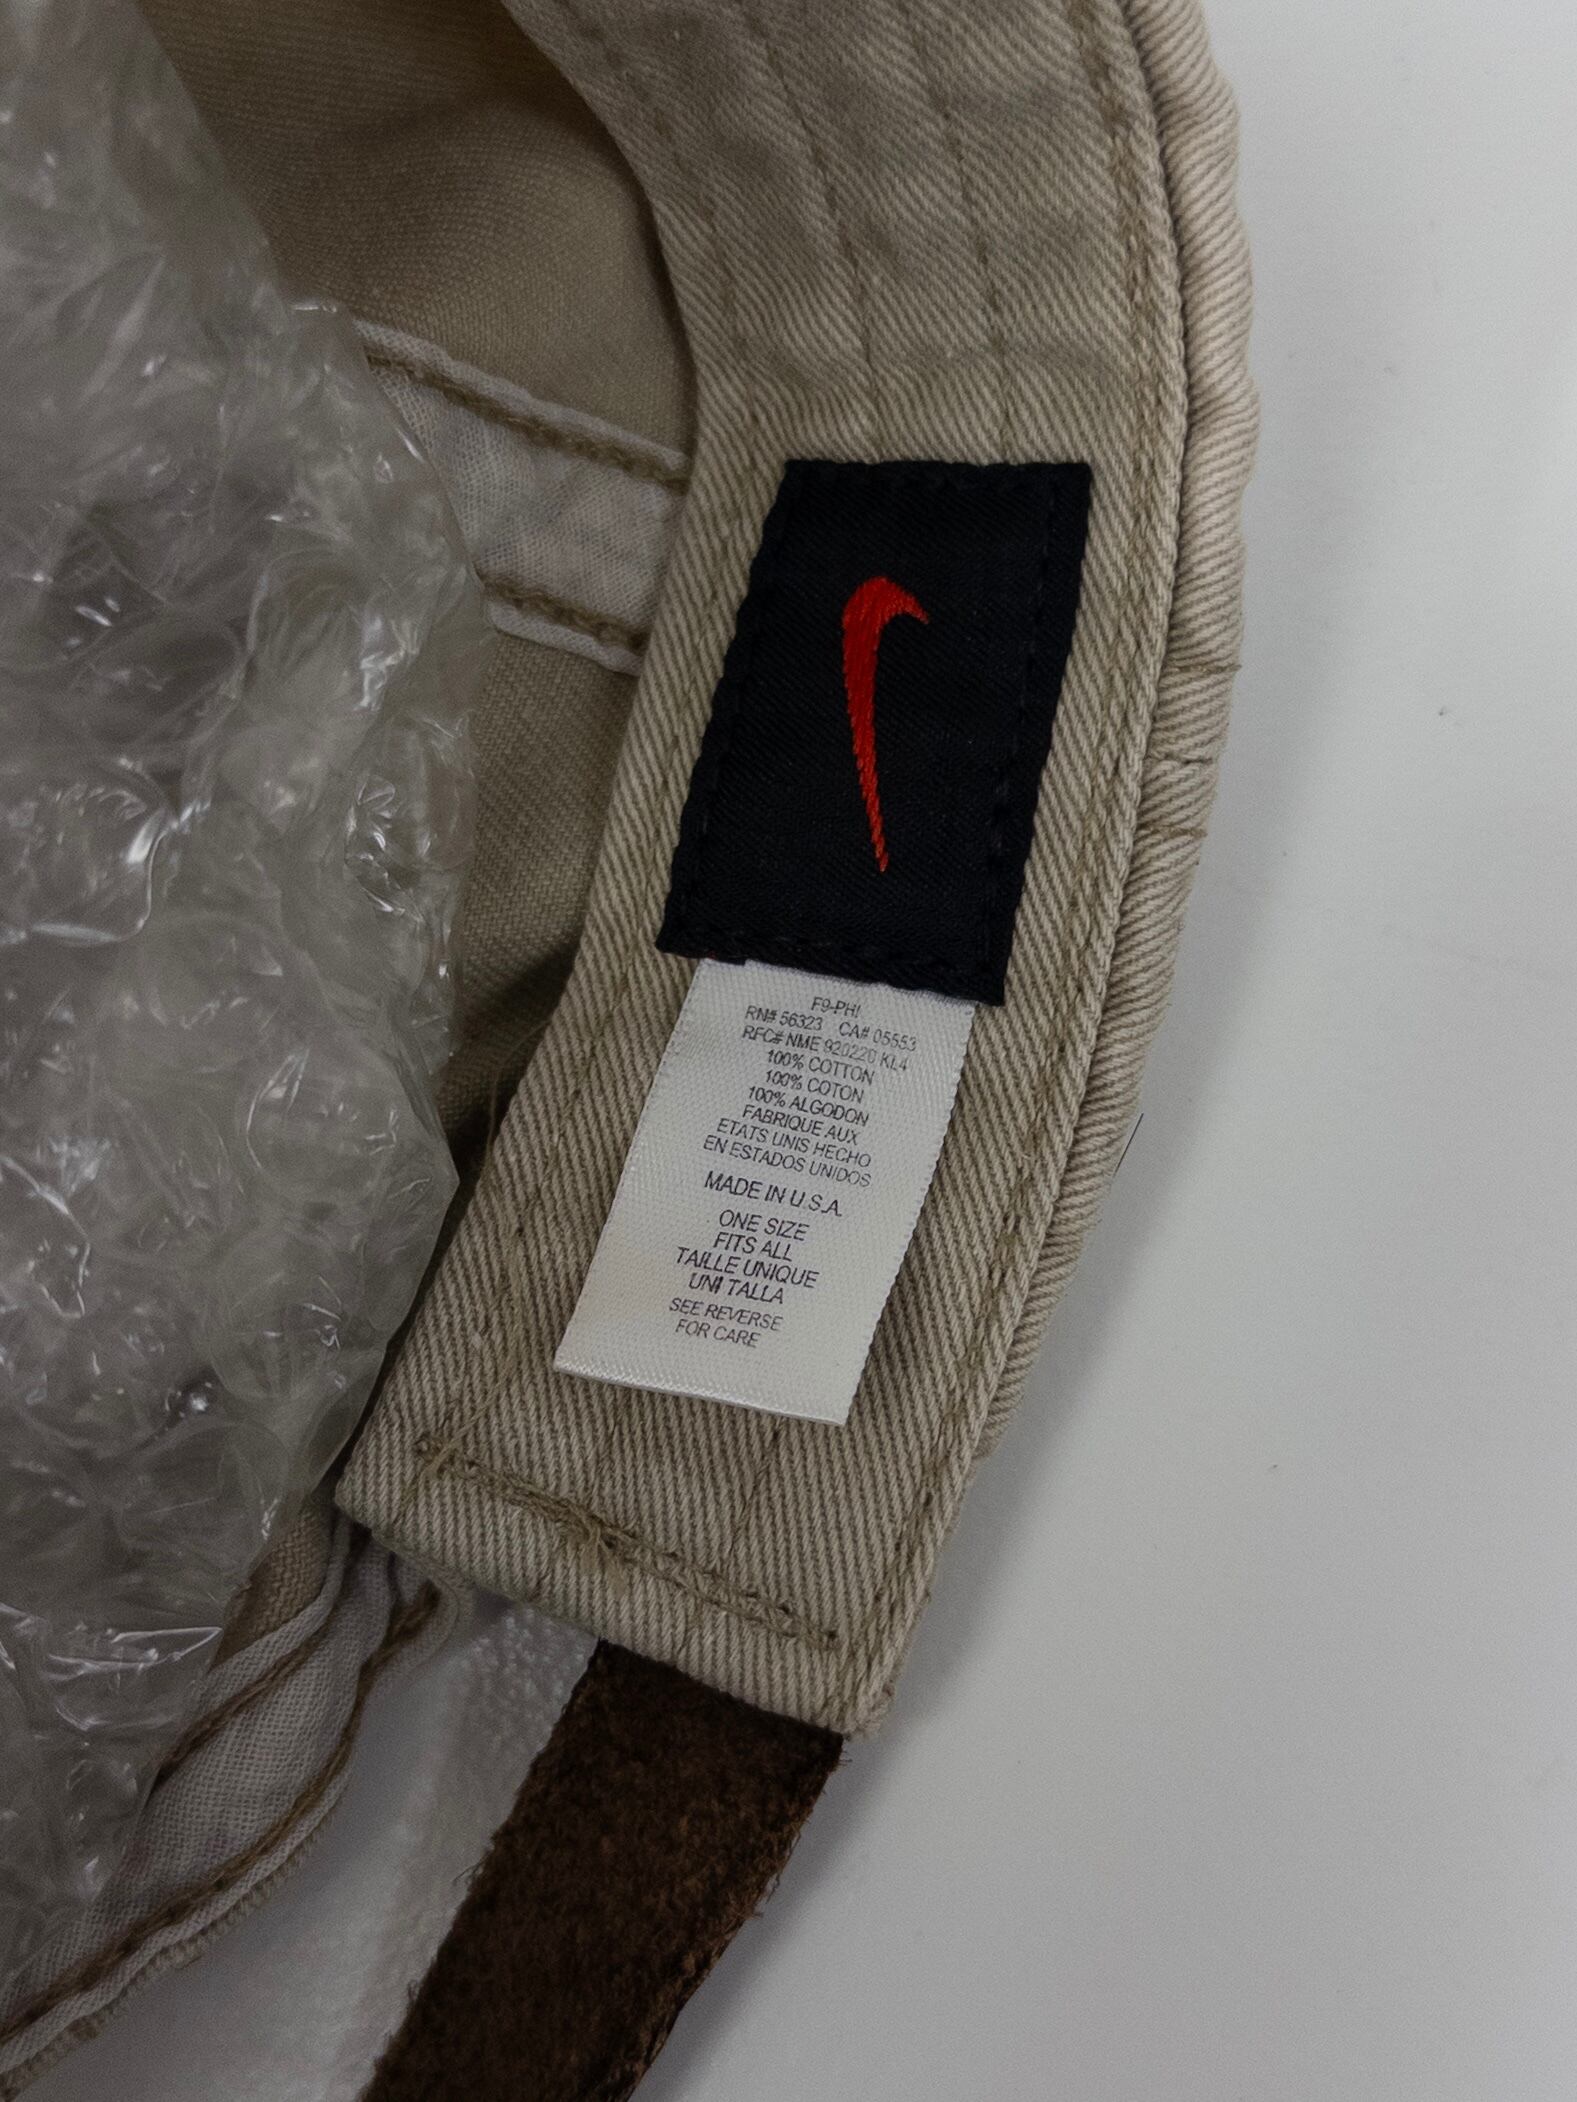 F9-PHI
RN# 56323 CA# 05553
RFC# NME 920220 KL4
100% COTTON
100% COTON
100% ALGODON
FABRIQUE AUX
ETATS UNIS HECHO
EN ESTADOS UNIDOS
MADE IN U.S.A.
ONE SIZE
FITS ALL
TAILLE UNIQUE
UNI TALLA
SEE REVERSE
FOR CARE